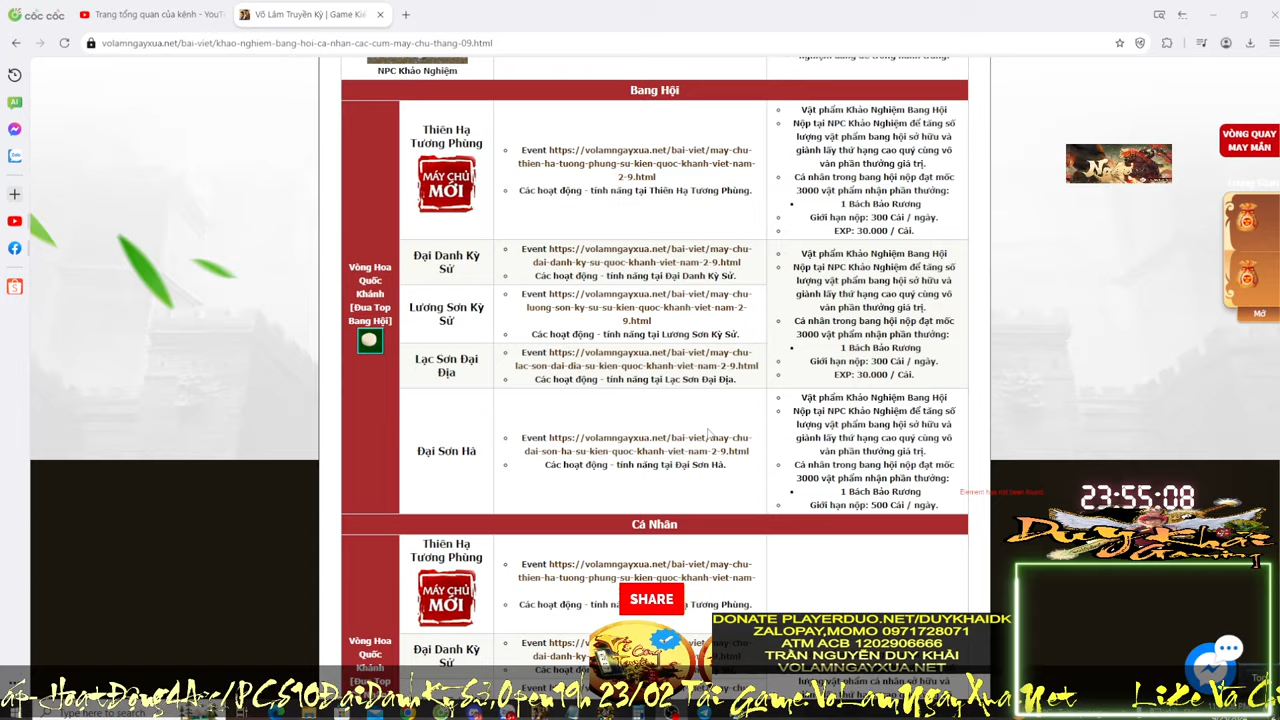 cốc cốc
Trang tổng quan của kênh - YouT
Võ Lâm Truyền Kỳ | Game Kiế
volamngayxua.net/bai-viet/khao-nghiem-bang-hoi-ca-nhan-cac-cum-may-chu-thang-09.html
NPC Khảo Nghiệm
Bang Hội
Vòng Hoa
Quốc
Khánh
[Đua Top
Bang Hội]
Thiên Hạ
Tương Phùng
MÁY CHỦ
MỚI
Event https://volamngayxua.net/bai-viet/may-chu-
thien-ha-tuong-phung-su-kien-quoc-khanh-viet-nam-
2-9.html
Các hoạt động - tính năng tại Thiên Hạ Tương Phùng.
Vật phẩm Khảo Nghiệm Bang Hội
Nộp tại NPC Khảo Nghiệm để tăng số
lượng vật phẩm bang hội sở hữu và
giành lấy thứ hạng cao quý cùng vô
vàn phần thưởng giá trị.
Cá nhân trong bang hội nộp đạt mốc
3000 vật phẩm nhận phần thưởng:
1 Bách Bảo Rương
Giới hạn nộp: 300 Cái / ngày.
EXP: 30.000 / Cái.
Đại Danh Kỳ
Sử
Event https://volamngayxua.net/bai-viet/may-chu-
dai-danh-ky-su-quoc-khanh-viet-nam-2-9.html
Các hoạt động - tính năng tại Đại Danh Kỳ Sử.
Lương Sơn Kỳ
Sử
Event https://volamngayxua.net/bai-viet/may-chu-
luong-son-ky-su-su-kien-quoc-khanh-viet-nam-2-
9.html
Các hoạt động - tính năng tại Lương Sơn Kỳ Sử.
Lạc Sơn Đại
Địa
Event https://volamngayxua.net/bai-viet/may-chu-
lac-son-dai-dia-su-kien-quoc-khanh-viet-nam-2-9.html
Các hoạt động - tính năng tại Lạc Sơn Đại Địa.
Vật phẩm Khảo Nghiệm Bang Hội
Nộp tại NPC Khảo Nghiệm để tăng số
lượng vật phẩm bang hội sở hữu và
giành lấy thứ hạng cao quý cùng vô
vàn phần thưởng giá trị.
Cá nhân trong bang hội nộp đạt mốc
3000 vật phẩm nhận phần thưởng:
1 Bách Bảo Rương
Giới hạn nộp: 300 Cái / ngày.
EXP: 30.000 / Cái.
Đại Sơn Hà
Event https://volamngayxua.net/bai-viet/may-chu-
dai-son-ha-su-kien-quoc-khanh-viet-nam-2-9.html
Các hoạt động - tính năng tại Đại Sơn Hà.
Vật phẩm Khảo Nghiệm Bang Hội
Nộp tại NPC Khảo Nghiệm để tăng số
lượng vật phẩm bang hội sở hữu và
giành lấy thứ hạng cao quý cùng vô
vàn phần thưởng giá trị.
Cá nhân trong bang hội nộp đạt mốc
3000 vật phẩm nhận phần thưởng:
1 Bách Bảo Rương
Giới hạn nộp: 500 Cái / ngày.
Cá Nhân
Vòng Hoa
Quốc
Khánh
Thiên Hạ
Tương Phùng
MÁY CHỦ
MỚI
Event https://volamngayxua.net/bai-viet/may-chu-
thien-ha-tuong-phung-su-kien-quoc-khanh-viet-nam-
Các hoạt động - tính nă
Tương Phùng.
Đại Danh Kỳ
Sử
VÒNG QUAY
MAY MẮN
Mở
Element has not been found.
23:55:08
Duy Khải
Gaming
SHARE
DONATE PLAYERDUO.NET/DUYKHAIDK
ZALOPAY,MOMO 0971728071
ATM ACB 1202906666
TRẦN NGUYỄN DUY KHẢI
VOLAMNGAYXUA.NET
Type here to search